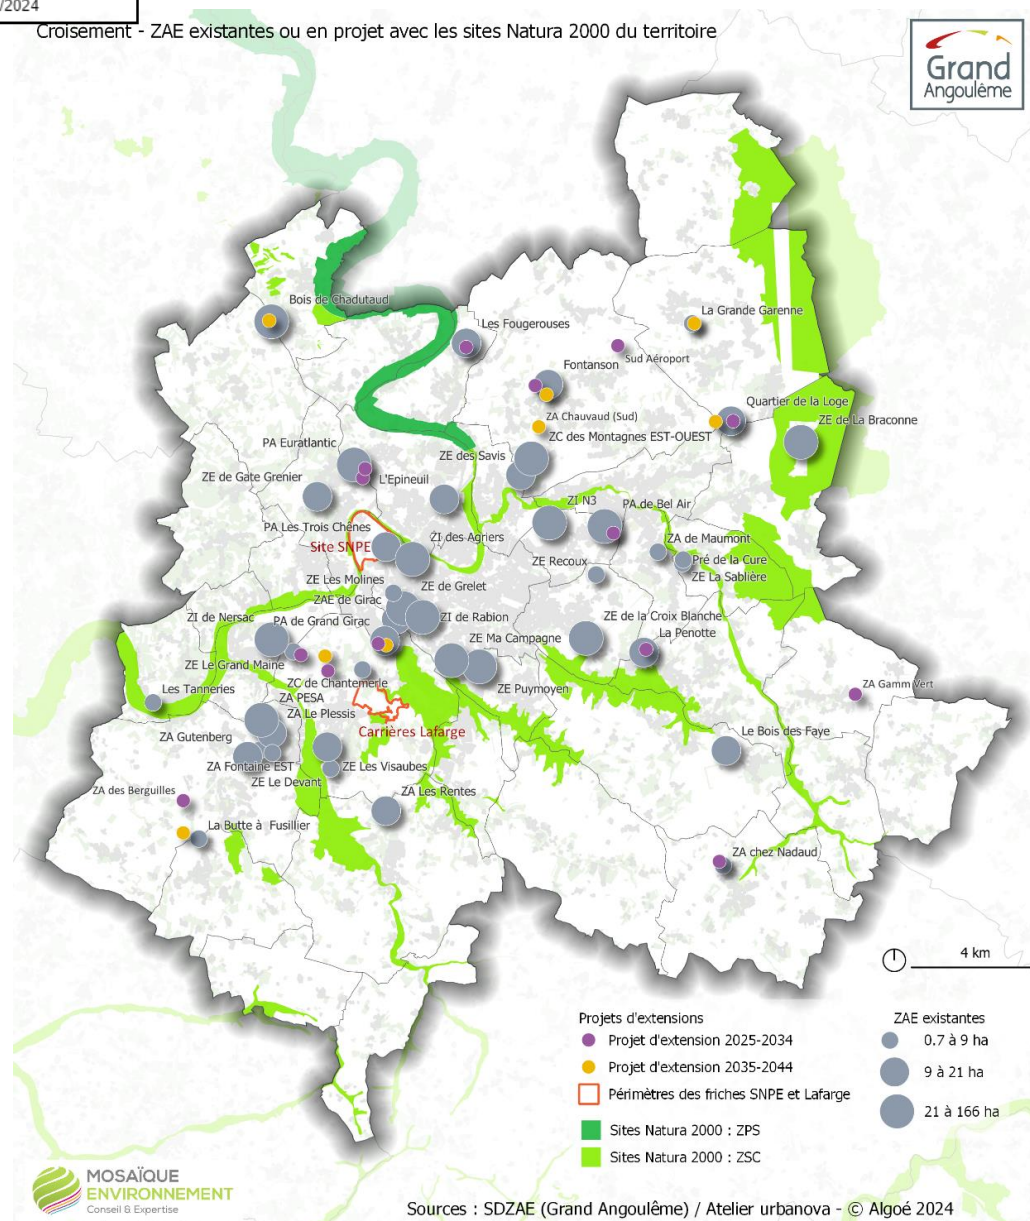 /2024
Croisement - ZAE existantes ou en projet avec les sites Natura 2000 du territoire
Grand
Angoulême
Bois de Chadutaud
La Grande Garenne
Les Fougerouses
Sud Aéroport
Fontanson
Quartier de la Loge
ZA Chauvaud (Sud)
ZE de La Braconne
ZC des Montagnes EST-OUEST
PA Euratlantic
ZE des Savis
ZE de Gate Grenier
L'Epineuil
ZI N3
PA de Bel Air
PA Les Trois Chênes
ZI des Agriers
ZA de Maumont
Site SNPE
ZE Recoux
Pré de la Cure
ZE Les Molines
ZE de Grelet
ZE La Sablière
ZAE de Girac
ZI de Nersac
PA de Grand Girac
ZI de Rabion
ZE de la Croix Blanche
ZE Ma Campagne
La Penotte
ZE Le Grand Maine
ZC de Chantemerle
ZE Puymoyen
ZA Gamm Vert
Les Tanneries
ZA PESA
ZA Le Plessis
Carrières Lafarge
Le Bois des Faye
ZA Gutenberg
ZA Fontaine EST
ZE Les Visaubes
ZE Le Devant
ZA des Berguilles
ZA Les Rentes
La Butte à Fusillier
ZA chez Nadaud
4 km
Projets d'extensions
Projet d'extension 2025-2034
Projet d'extension 2035-2044
Périmètres des friches SNPE et Lafarge
Sites Natura 2000 : ZPS
Sites Natura 2000 : ZSC
ZAE existantes
0.7 à 9 ha
9 à 21 ha
21 à 166 ha
MOSAÏQUE
ENVIRONNEMENT
Conseil & Expertise
Sources : SDZAE (Grand Angoulême) / Atelier urbanova - © Algoé 2024